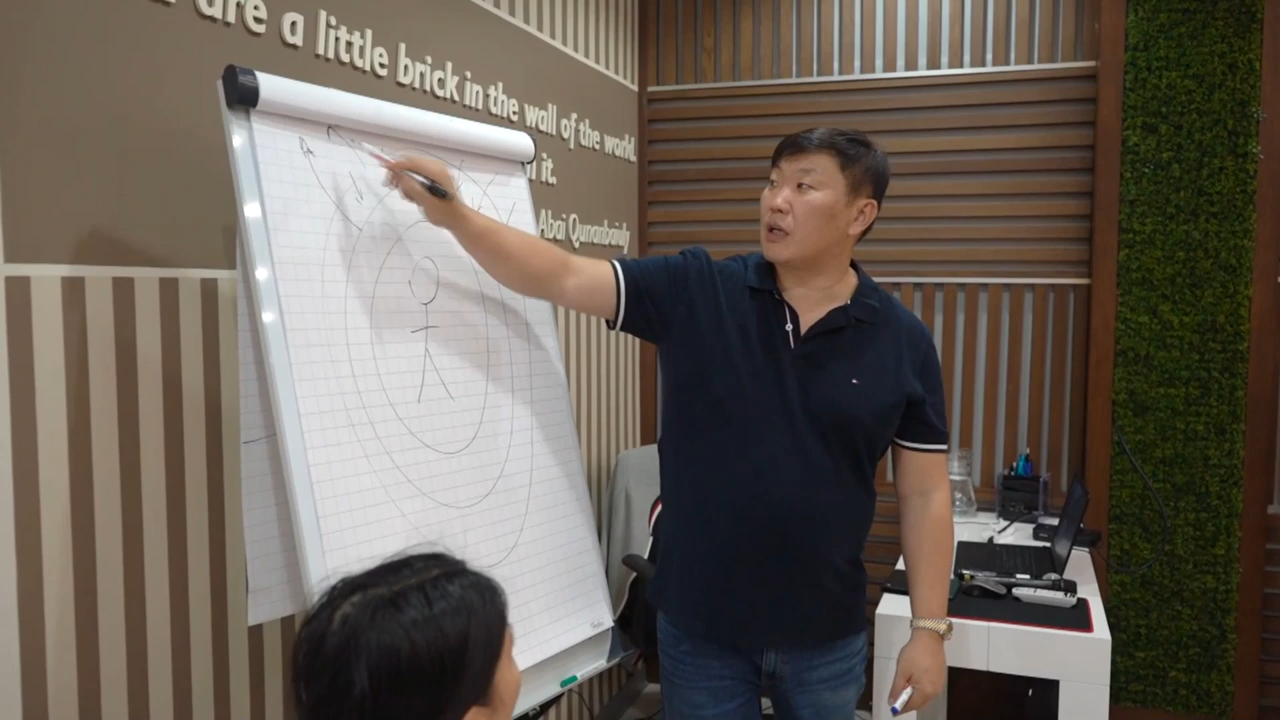 are a little brick in the wall of the world.
it.
Abai Qunanbaiuly